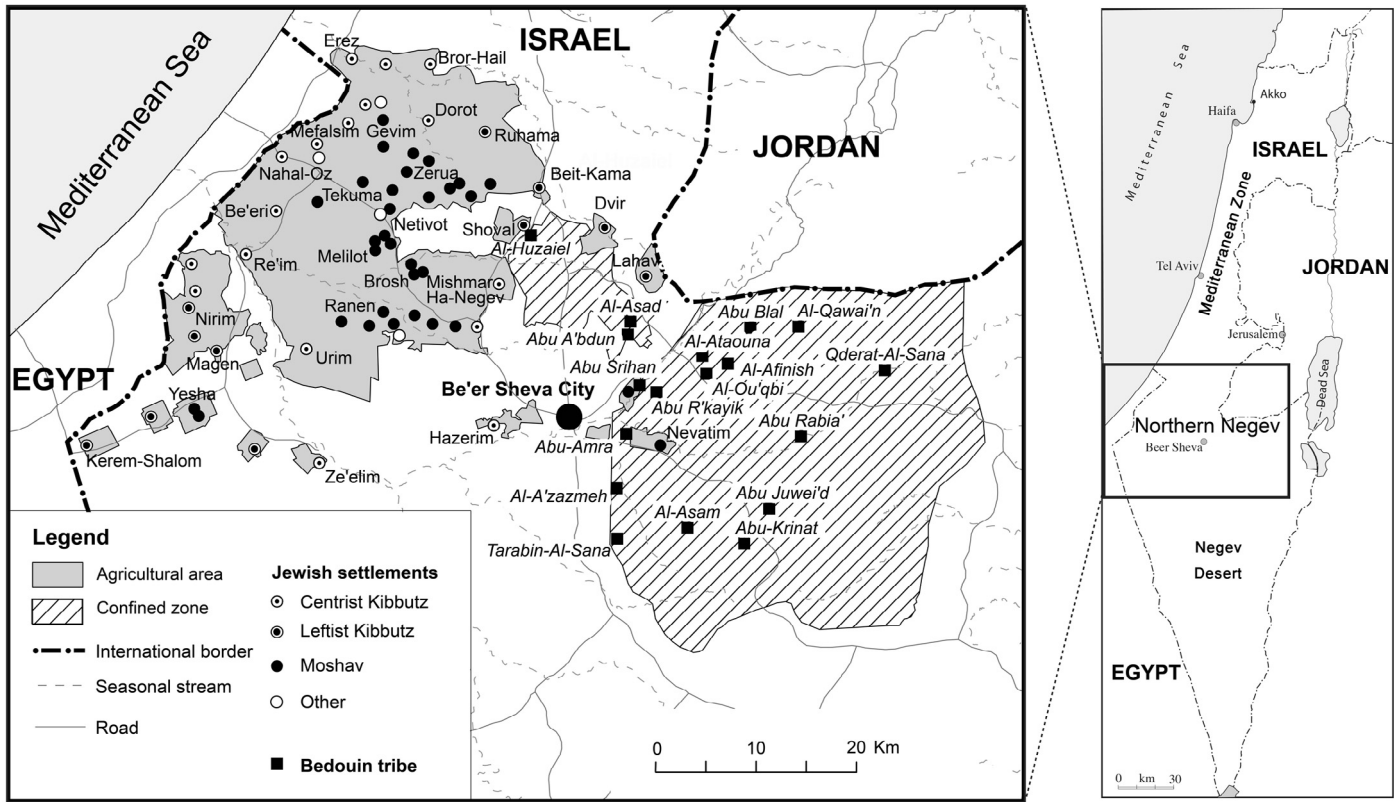 Mediterranean Sea
ISRAEL
JORDAN
EGYPT
Erez
Bror-Hail
Dorot
Mefalsim
Gevim
Ruhama
Nahal-Oz
Zerua
Beit-Kama
Tekuma
Be'eri
Netivot
Shoval
Dvir
Al-Huzaiel
Melilot
Re'im
Lahav
Brosh
Mishmar
Ha-Negev
Ranen
Nirim
Al-Asad
Abu Blal
Al-Qawai'n
Abu A'bdun
Al-Ataouna
Urim
Magen
Qderat-Al-Sana
Abu Srihan
Al-Afinish
Al-Ou'qbi
Yesha
Be'er Sheva City
Abu R'kayik
Abu Rabia'
Hazerim
Nevatim
Abu-Amra
Kerem-Shalom
Ze'elim
Al-A'zazmeh
Abu Juwei'd
Al-Asam
Abu-Krinat
Tarabin-Al-Sana
Legend
Agricultural area
Confined zone
International border
Seasonal stream
Road
Jewish settlements
Centrist Kibbutz
Leftist Kibbutz
Moshav
Other
Bedouin tribe
0 10 20 Km
Mediterranean Sea
Akko
Haifa
ISRAEL
Mediterranean Zone
Tel Aviv
JORDAN
Jerusalem
Dead Sea
Northern Negev
Beer Sheva
Negev
Desert
EGYPT
0 km 30